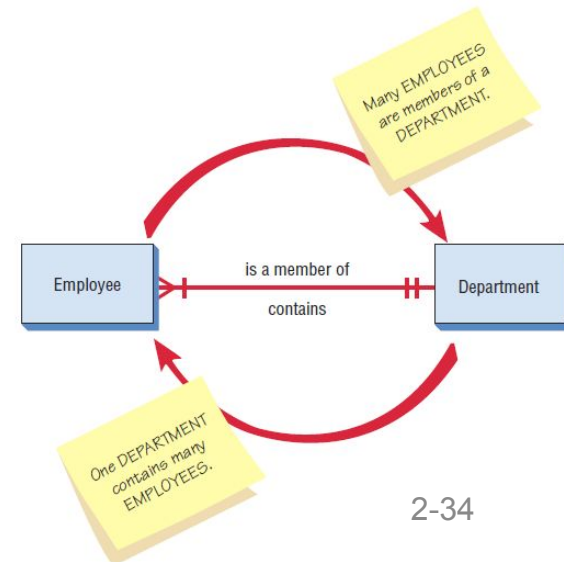 Many EMPLOYEES
are members of a
DEPARTMENT.
Employee
is a member of
contains
Department
One DEPARTMENT
contains many
EMPLOYEES.
2-34